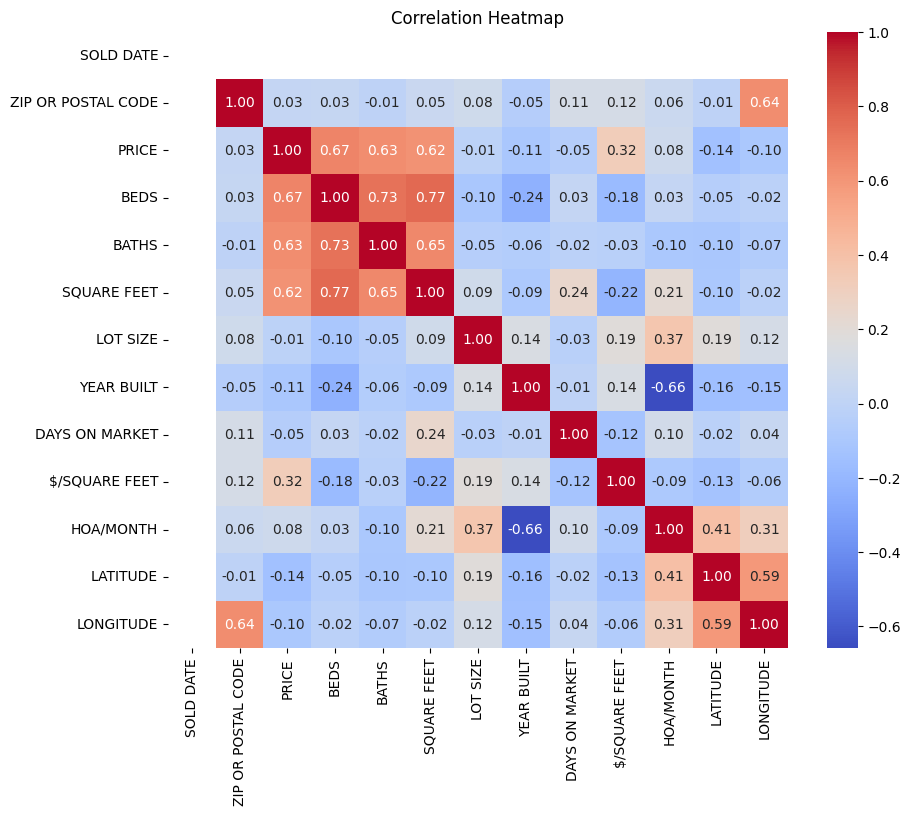 Correlation Heatmap
SOLD DATE
ZIP OR POSTAL CODE 1.00 0.03 0.03 -0.01 0.05 0.08 -0.05 0.11 0.12 0.06 -0.01 0.64
PRICE 0.03 1.00 0.67 0.63 0.62 -0.01 -0.11 -0.05 0.32 0.08 -0.14 -0.10
BEDS 0.03 0.67 1.00 0.73 0.77 -0.10 -0.24 0.03 -0.18 0.03 -0.05 -0.02
BATHS -0.01 0.63 0.73 1.00 0.65 -0.05 -0.06 -0.02 -0.03 -0.10 -0.10 -0.07
SQUARE FEET 0.05 0.62 0.77 0.65 1.00 0.09 -0.09 0.24 -0.22 0.21 -0.10 -0.02
LOT SIZE 0.08 -0.01 -0.10 -0.05 0.09 1.00 0.14 -0.03 0.19 0.37 0.19 0.12
YEAR BUILT -0.05 -0.11 -0.24 -0.06 -0.09 0.14 1.00 -0.01 0.14 -0.66 -0.16 -0.15
DAYS ON MARKET 0.11 -0.05 0.03 -0.02 0.24 -0.03 -0.01 1.00 -0.12 0.10 -0.02 0.04
$/SQUARE FEET 0.12 0.32 -0.18 -0.03 -0.22 0.19 0.14 -0.12 1.00 -0.09 -0.13 -0.06
HOA/MONTH 0.06 0.08 0.03 -0.10 0.21 0.37 -0.66 0.10 -0.09 1.00 0.41 0.31
LATITUDE -0.01 -0.14 -0.05 -0.10 -0.10 0.19 -0.16 -0.02 -0.13 0.41 1.00 0.59
LONGITUDE 0.64 -0.10 -0.02 -0.07 -0.02 0.12 -0.15 0.04 -0.06 0.31 0.59 1.00
SOLD DATE
ZIP OR POSTAL CODE
PRICE
BEDS
BATHS
SQUARE FEET
LOT SIZE
YEAR BUILT
DAYS ON MARKET
$/SQUARE FEET
HOA/MONTH
LATITUDE
LONGITUDE
1.0
0.8
0.6
0.4
0.2
0.0
−0.2
−0.4
−0.6